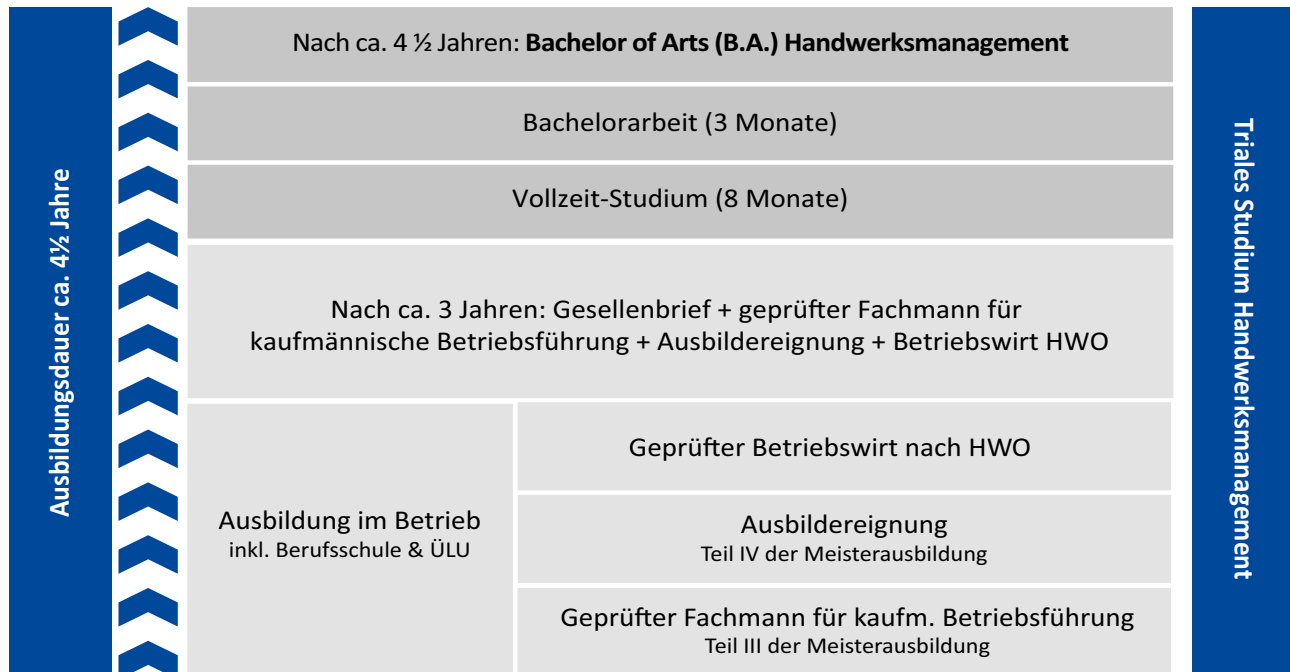 Ausbildungsdauer ca. 4½ Jahre
Nach ca. 4 ½ Jahren: Bachelor of Arts (B.A.) Handwerksmanagement
Bachelorarbeit (3 Monate)
Vollzeit-Studium (8 Monate)
Nach ca. 3 Jahren: Gesellenbrief + geprüfter Fachmann für
kaufmännische Betriebsführung + Ausbildereignung + Betriebswirt HWO
Ausbildung im Betrieb
inkl. Berufsschule & ÜLU
Geprüfter Betriebswirt nach HWO
Ausbildereignung
Teil IV der Meisterausbildung
Geprüfter Fachmann für kaufm. Betriebsführung
Teil III der Meisterausbildung
Triales Studium Handwerksmanagement